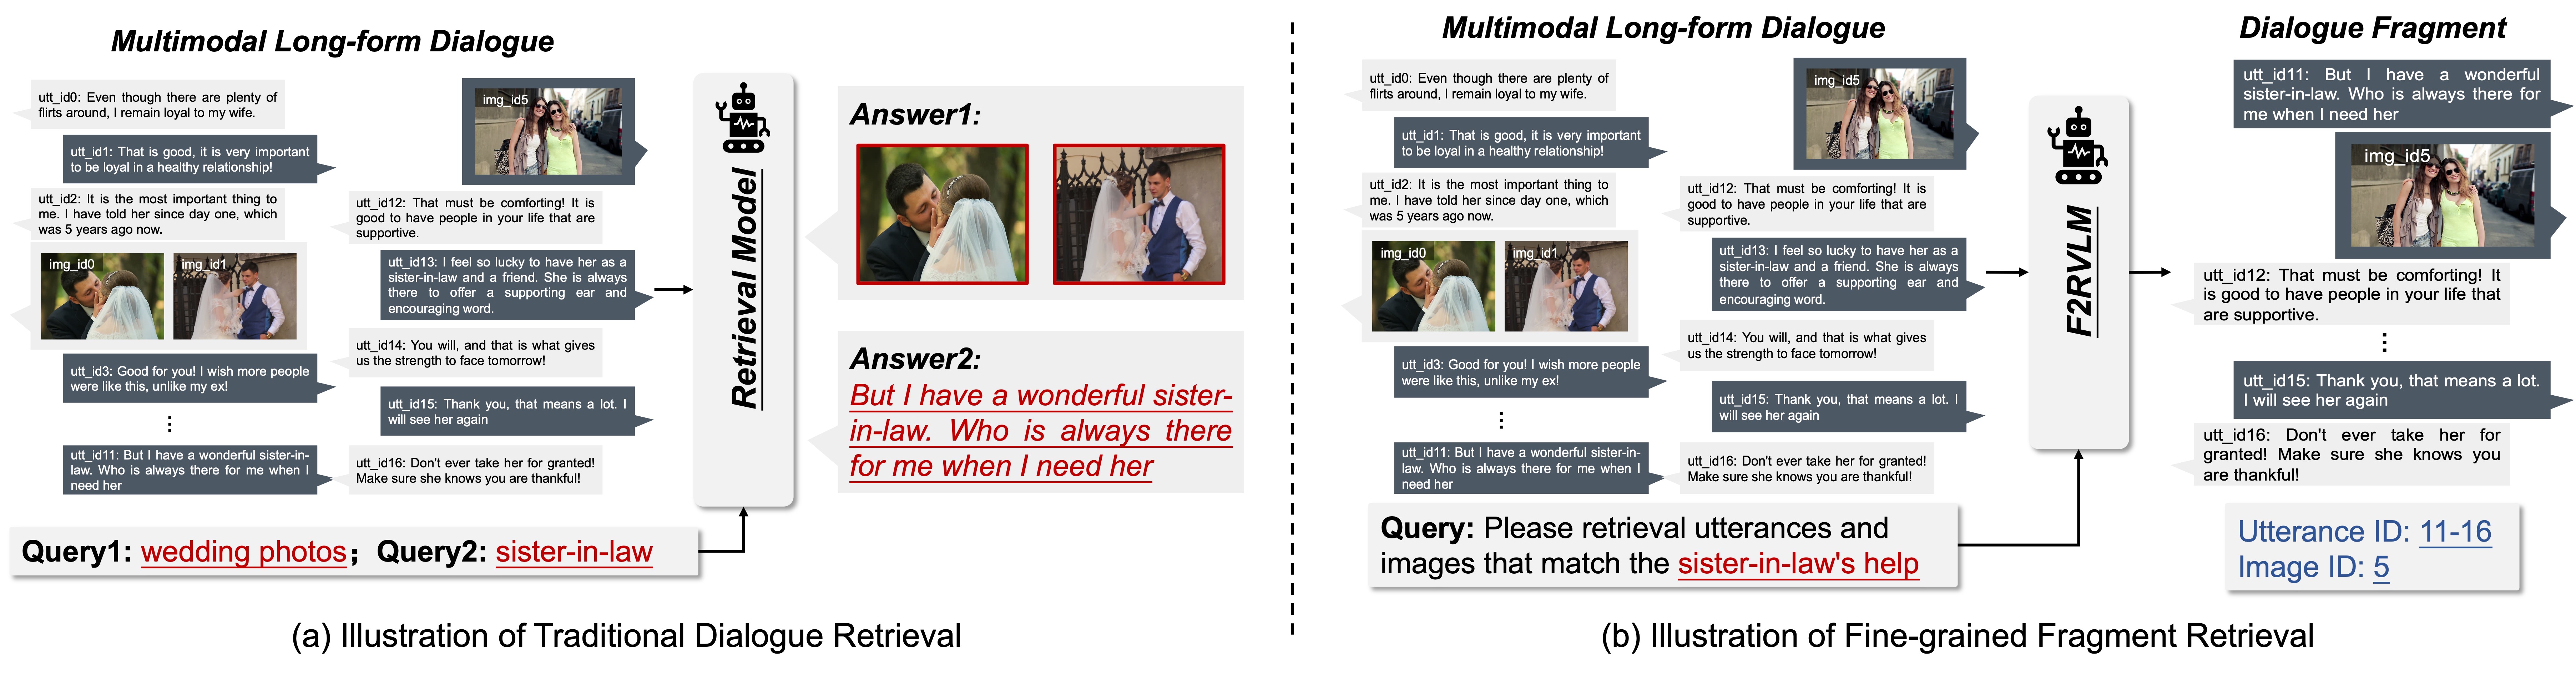 Multimodal Long-form Dialogue
utt_id0: Even though there are plenty of
flirts around, I remain loyal to my wife.
utt_id1: That is good, it is very important
to be loyal in a healthy relationship!
utt_id2: It is the most important thing to
me. I have told her since day one, which
was 5 years ago now.
img_id0
img_id1
utt_id3: Good for you! I wish more people
were like this, unlike my ex!
⋮
utt_id11: But I have a wonderful sister-in-
law. Who is always there for me when I
need her
img_id5
utt_id12: That must be comforting! It is
good to have people in your life that are
supportive.
utt_id13: I feel so lucky to have her as a
sister-in-law and a friend. She is always
there to offer a supporting ear and
encouraging word.
utt_id14: You will, and that is what gives
us the strength to face tomorrow!
utt_id15: Thank you, that means a lot. I
will see her again
utt_id16: Don't ever take her for granted!
Make sure she knows you are thankful!
Query1: wedding photos; Query2: sister-in-law
Retrieval Model
Answer1:
Answer2:
But I have a wonderful sister-
in-law. Who is always there
for me when I need her
(a) Illustration of Traditional Dialogue Retrieval
Multimodal Long-form Dialogue
utt_id0: Even though there are plenty of
flirts around, I remain loyal to my wife.
utt_id1: That is good, it is very important
to be loyal in a healthy relationship!
utt_id2: It is the most important thing to
me. I have told her since day one, which
was 5 years ago now.
img_id0
img_id1
utt_id3: Good for you! I wish more people
were like this, unlike my ex!
⋮
utt_id11: But I have a wonderful sister-in-
law. Who is always there for me when I
need her
img_id5
utt_id12: That must be comforting! It is
good to have people in your life that are
supportive.
utt_id13: I feel so lucky to have her as a
sister-in-law and a friend. She is always
there to offer a supporting ear and
encouraging word.
utt_id14: You will, and that is what gives
us the strength to face tomorrow!
utt_id15: Thank you, that means a lot. I
will see her again
utt_id16: Don't ever take her for granted!
Make sure she knows you are thankful!
Query: Please retrieval utterances and
images that match the sister-in-law's help
F2RVLM
Dialogue Fragment
utt_id11: But I have a wonderful
sister-in-law. Who is always there for
me when I need her
img_id5
utt_id12: That must be comforting! It
is good to have people in your life that
are supportive.
⋮
utt_id15: Thank you, that means a lot.
I will see her again
utt_id16: Don't ever take her for
granted! Make sure she knows you
are thankful!
Utterance ID: 11-16
Image ID: 5
(b) Illustration of Fine-grained Fragment Retrieval